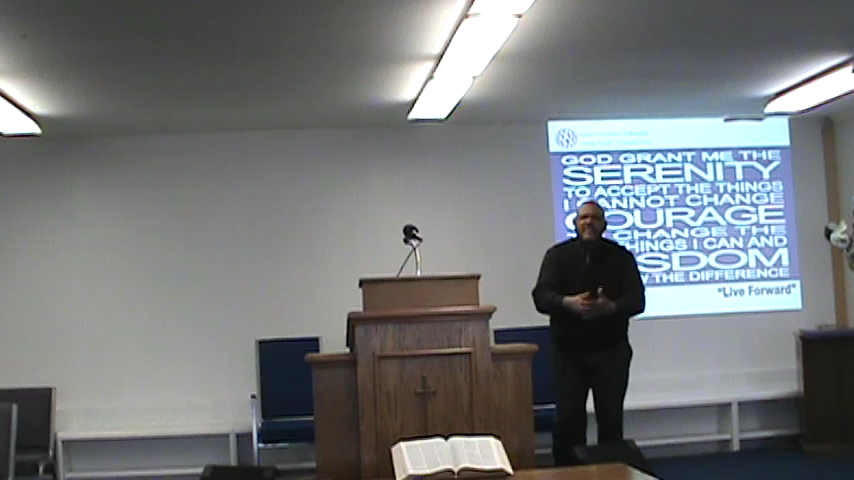 GOD GRANT ME THE
SERENITY
TO ACCEPT THE THINGS
I CANNOT CHANGE
COURAGE
CHANGE THE
THINGS I CAN AND
THE DIFFERENCE
"Live Forward"